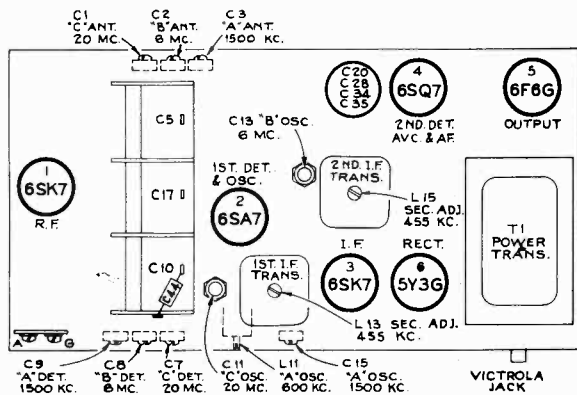 C1
"C" ANT.
20 MC.
C2
"B" ANT.
6 MC.
C3
"A" ANT.
1500 KC.
C20
C28
C34
C35
4
6SQ7
2ND. DET.
AVC. & AF.
5
6F6G
OUTPUT
C5
C13 "B" OSC.
6 MC.
1
6SK7
R.F.
C17
1ST. DET.
& OSC.
2
6SA7
2ND. I.F.
TRANS.
L15
SEC. ADJ.
455 KC.
T1
POWER
TRANS.
C10
C44
1ST. I.F.
TRANS.
I.F.
3
6SK7
RECT.
6
5Y3G
L13 SEC. ADJ.
455 KC.
A
G
C9
"A" DET.
1500 KC.
C8
"B" DET.
6 MC.
C7
"C" DET.
20 MC.
C11
"C" OSC.
20 MC.
L11
"A" OSC.
600 KC.
C15
"A" OSC.
1500 KC.
VICTROLA
JACK